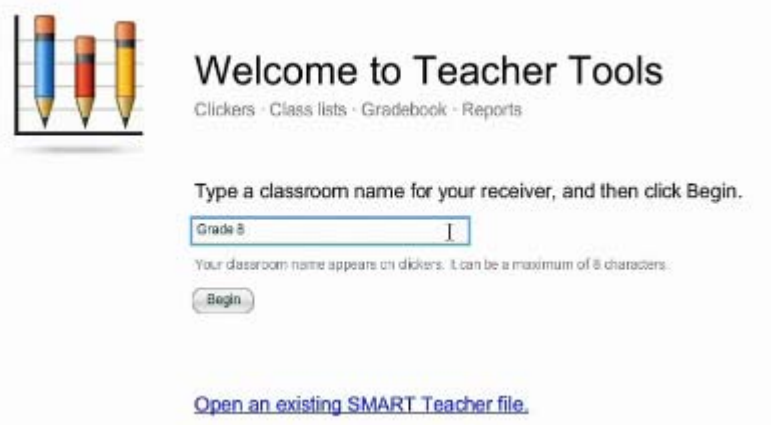 Welcome to Teacher Tools
Clickers · Class lists · Gradebook · Reports
Type a classroom name for your receiver, and then click Begin.
Grade 8
Your classroom name appears on clickers. It can be a maximum of 8 characters.
Begin
Open an existing SMART Teacher file.